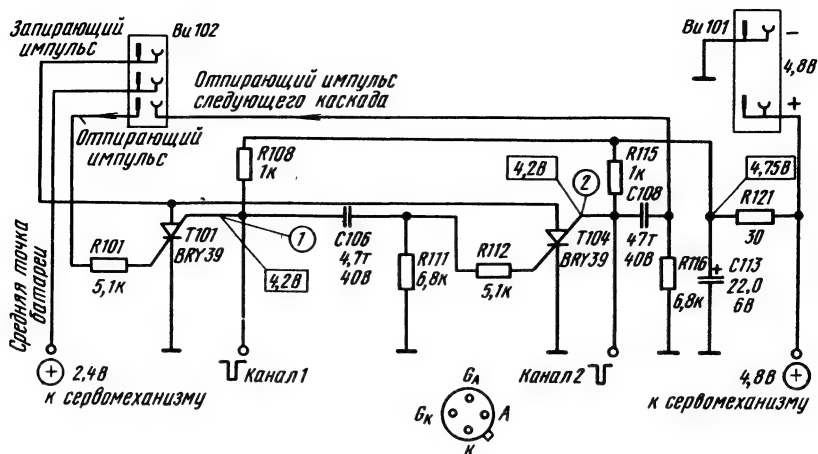 Запирающий
импульс
Ви 102
Ви 101
−
4,8В
+
Отпирающий импульс
следующего каскада
Отпирающий
импульс
R108
1к
4,2В
2
R115
1к
C108
47т
40В
4,75В
R121
30
T101
BRY39
1
C106
4,7т
40В
R111
6,8к
R112
5,1к
T104
BRY39
R116
6,8к
+
C113
22,0
6В
R101
5,1к
4,2В
Средняя точка
батареи
+ 2,4В
к сервомеханизму
Канал 1
Канал 2
4,8В +
к сервомеханизму
GA
GK
A
K